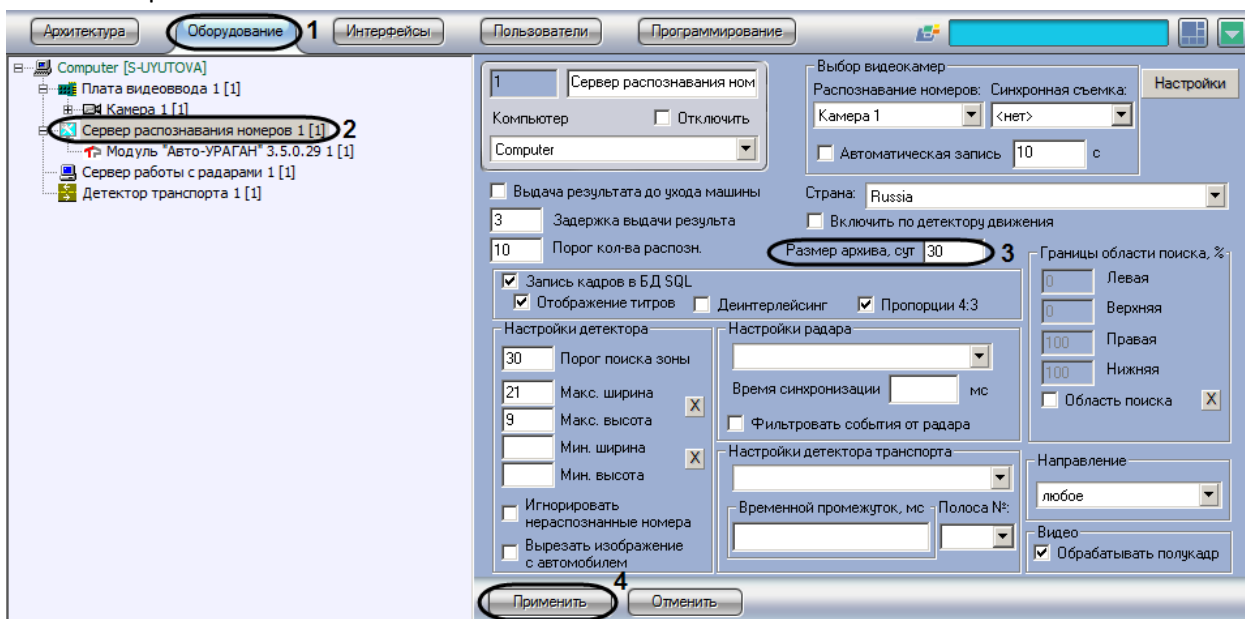 Архитектура Оборудование 1 Интерфейсы Пользователи Программирование
Computer [S-UYUTOVA]
Плата видеоввода 1 [1]
Камера 1 [1]
Сервер распознавания номеров 1 [1] 2
Модуль "Авто-УРАГАН" 3.5.0.29 1 [1]
Сервер работы с радарами 1 [1]
Детектор транспорта 1 [1]
1 Сервер распознавания ном
Компьютер Отключить
Computer
Выбор видеокамер
Распознавание номеров: Синхронная съемка:
Камера 1 <нет>
Автоматическая запись 10 с
Настройки
Выдача результата до ухода машины
3 Задержка выдачи резуль та
10 Порог кол-ва распозн.
Страна: Russia
Включить по детектору движения
Размер архива, сут 30 3
Запись кадров в БД SQL
Отображение титров Деинтерлейсинг Пропорции 4:3
Границы области поиска, %
0 Левая
0 Верхняя
100 Правая
100 Нижняя
Область поиска X
Настройки детектора
30 Порог поиска зоны
21 Макс. ширина
X
9 Макс. высота
Мин. ширина
X
Мин. высота
Игнорировать
нераспознанные номера
Вырезать изображение
с автомобилем
Настройки радара
Время синхронизации мс
Фильтровать события от радара
Настройки детектора транспорта
Временной промежуток, мс Полоса №:
Направление
любое
Видео
Обрабатывать полукадр
4
Применить Отменить